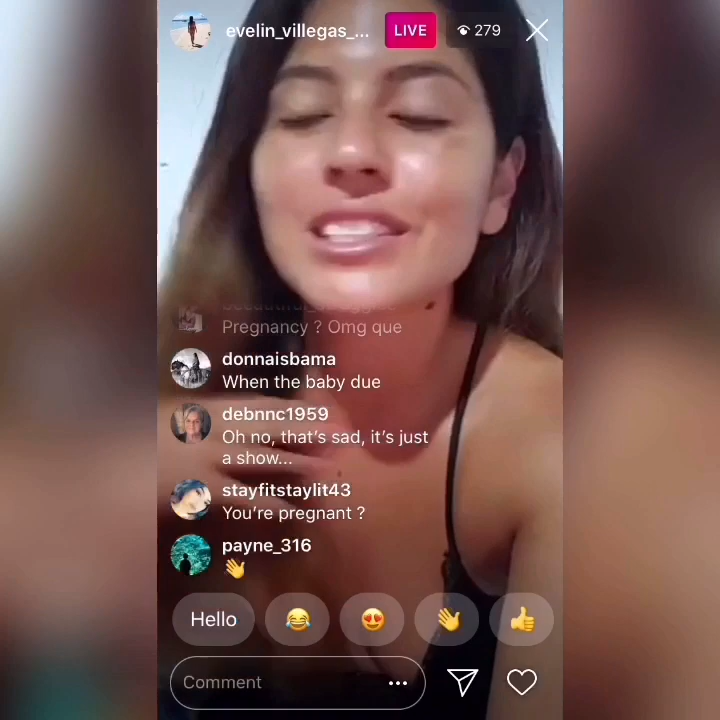 evelin_villegas_...
LIVE
279
Pregnancy ? Omg que
donnaisbama
When the baby due
debnnc1959
Oh no, that's sad, it's just
a show...
stayfitstaylit43
You're pregnant ?
payne_316
Hello
Comment